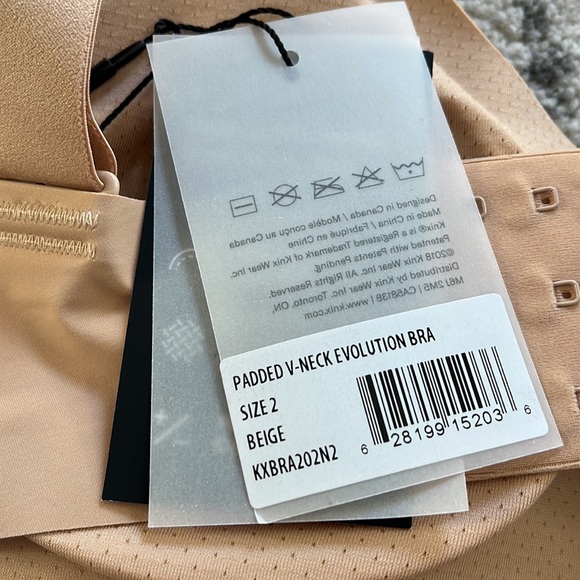 Designed in Canada / Modèle conçu au Canada
Made in China / Fabriqué en Chine
Knix® is a Registered Trademark of Knix Wear Inc.
Patented with Patents Pending.
©2018 Knix Wear Inc. All Rights Reserved.
Distributed by Knix Wear Inc. Toronto, ON,
M6J 2M5 | CA58138 | www.knix.com
PADDED V-NECK EVOLUTION BRA
SIZE 2
BEIGE
KXBRA202N2
6 28199 15203 6